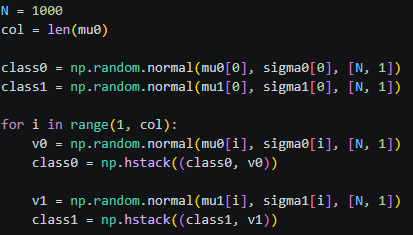 N = 1000
col = len(mu0)

class0 = np.random.normal(mu0[0], sigma0[0], [N, 1])
class1 = np.random.normal(mu1[0], sigma1[0], [N, 1])

for i in range(1, col):
    v0 = np.random.normal(mu0[i], sigma0[i], [N, 1])
    class0 = np.hstack((class0, v0))

    v1 = np.random.normal(mu1[i], sigma1[i], [N, 1])
    class1 = np.hstack((class1, v1))